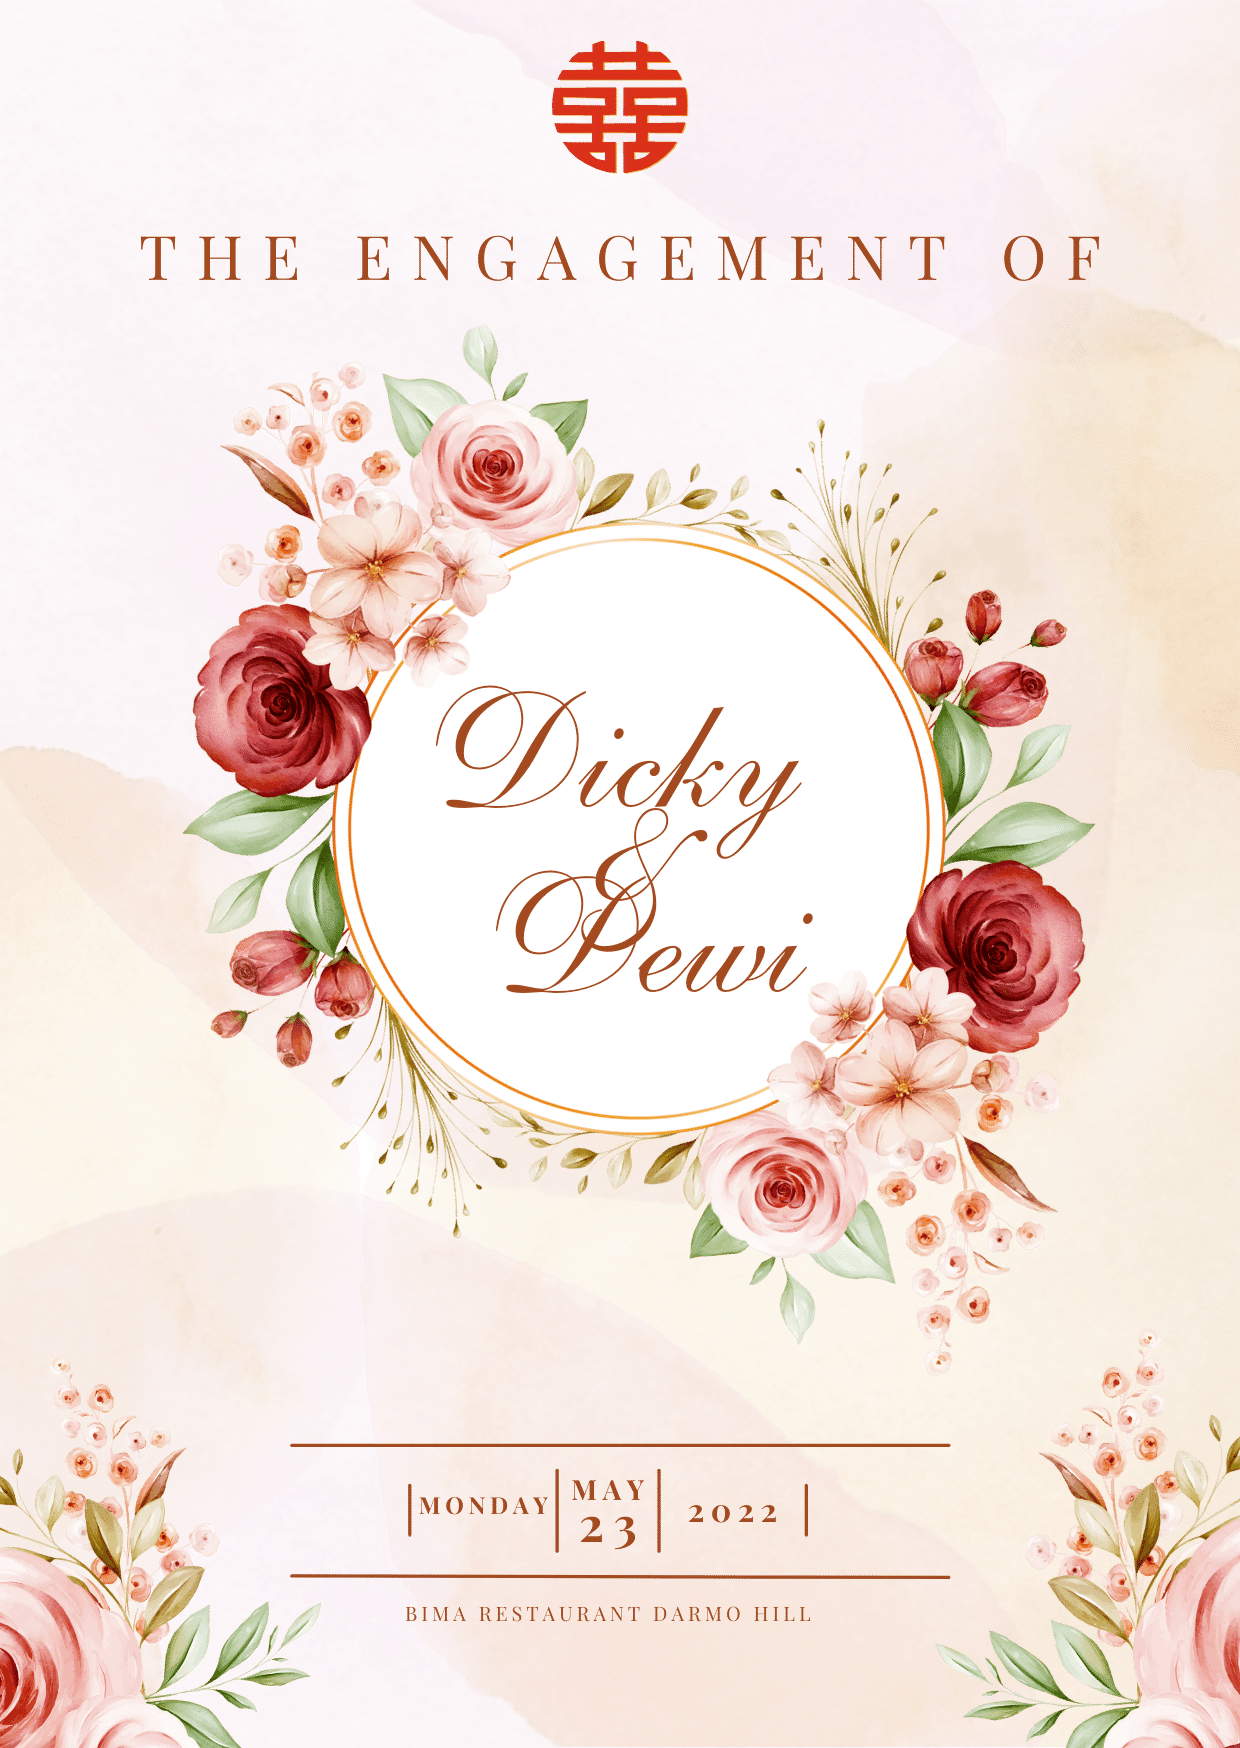 囍
THE ENGAGEMENT OF
Dicky
&
Dewi
MONDAY
MAY
23
2022
BIMA RESTAURANT DARMO HILL